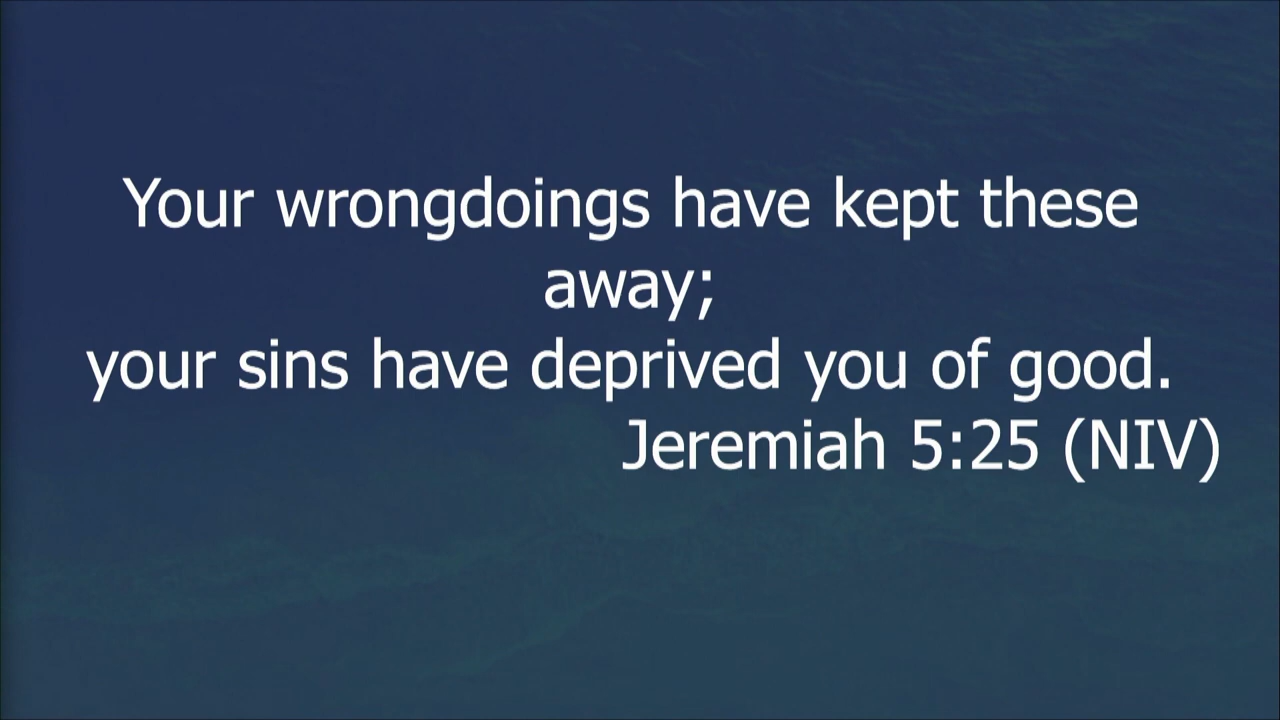 Your wrongdoings have kept these
away;
your sins have deprived you of good.
Jeremiah 5:25 (NIV)